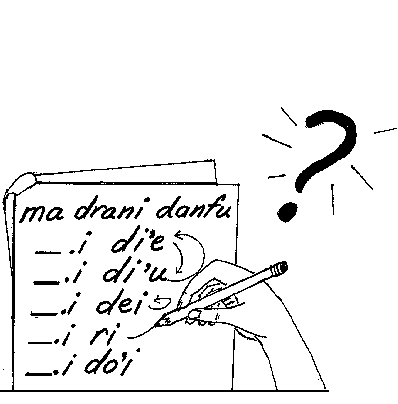 ma drani danfu
__.i di'e
__.i di'u
__.i dei
__.i ri
__.i do'i
?